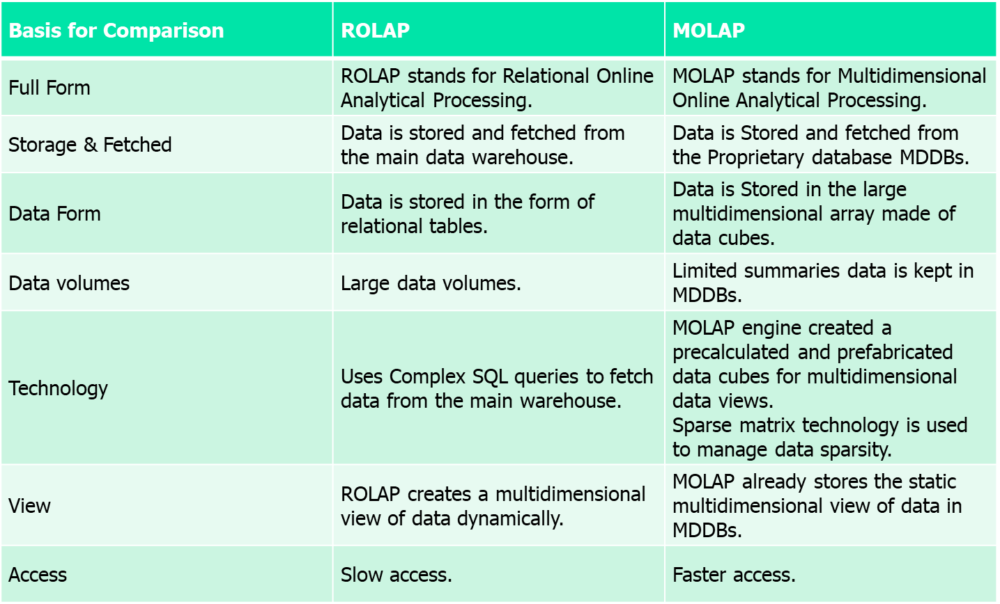 Basis for Comparison
ROLAP
MOLAP
Full Form
ROLAP stands for Relational Online
Analytical Processing.
MOLAP stands for Multidimensional
Online Analytical Processing.
Storage & Fetched
Data is stored and fetched from
the main data warehouse.
Data is Stored and fetched from
the Proprietary database MDDBs.
Data Form
Data is stored in the form of
relational tables.
Data is Stored in the large
multidimensional array made of
data cubes.
Data volumes
Large data volumes.
Limited summaries data is kept in
MDDBs.
Technology
Uses Complex SQL queries to fetch
data from the main warehouse.
MOLAP engine created a
precalculated and prefabricated
data cubes for multidimensional
data views.
Sparse matrix technology is used
to manage data sparsity.
View
ROLAP creates a multidimensional
view of data dynamically.
MOLAP already stores the static
multidimensional view of data in
MDDBs.
Access
Slow access.
Faster access.